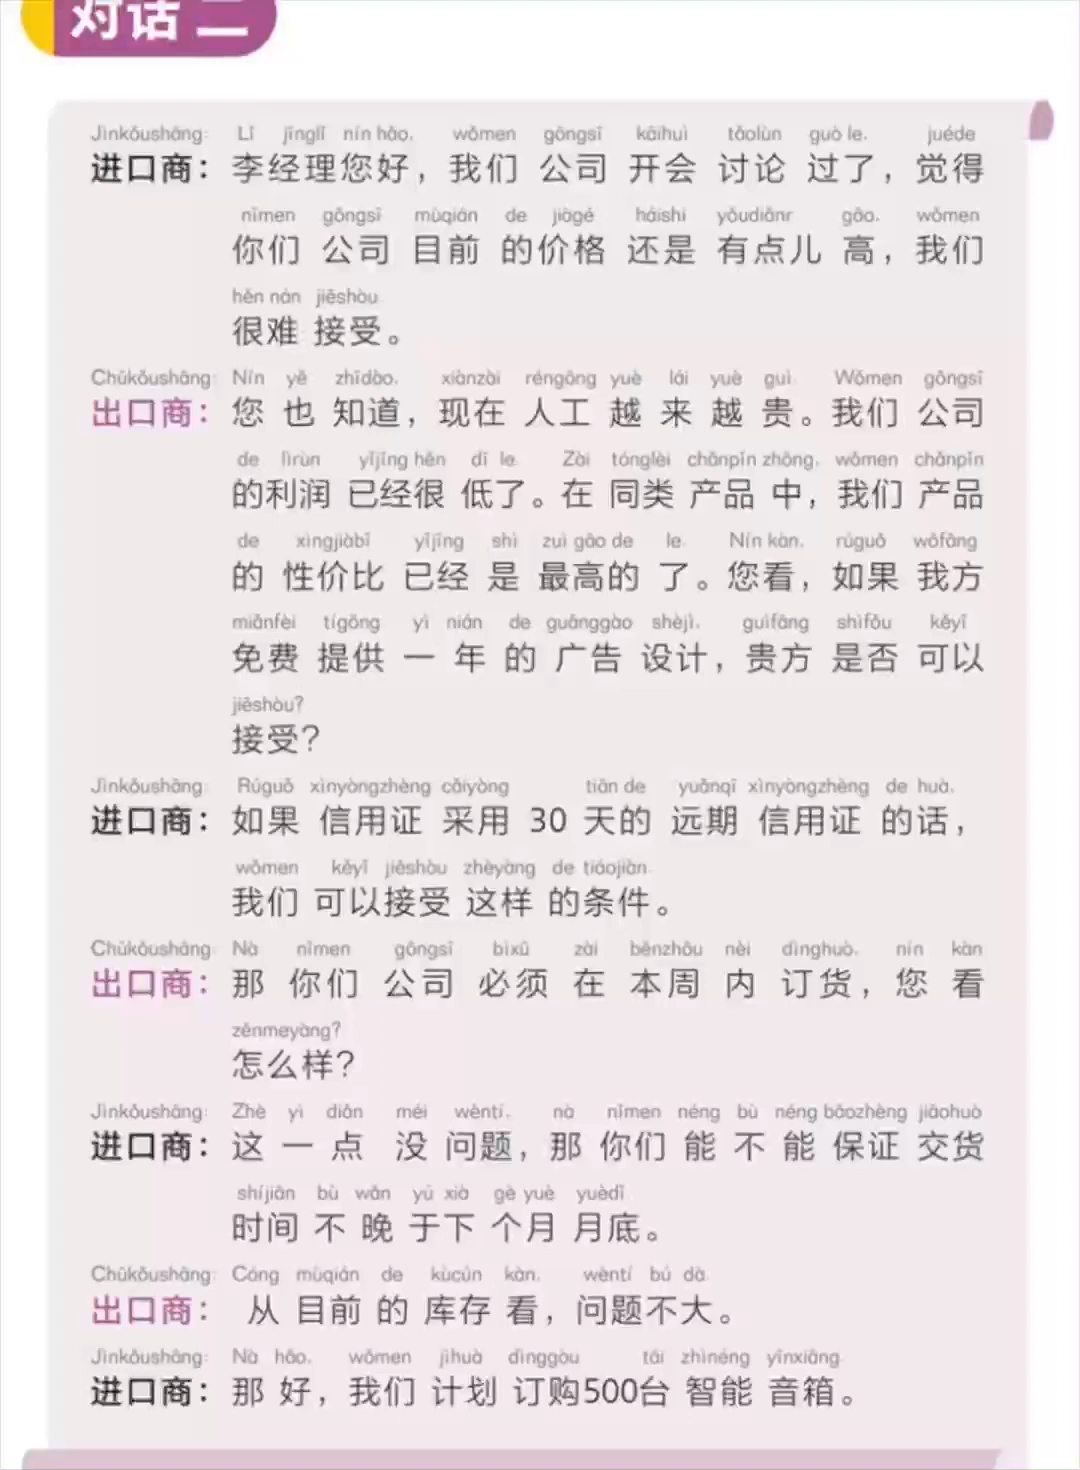 对话 二
Jìnkǒushāng: Lǐ jīnglǐ nín hǎo, wǒmen gōngsī kāihuì tǎolùn guò le, juéde
进口商：李经理您好，我们 公司 开会 讨论 过了，觉得
nǐmen gōngsī mùqián de jiàgé háishi yǒudiǎnr gāo, wǒmen
你们 公司 目前 的价格 还是 有点儿 高，我们
hěn nán jiēshòu.
很难 接受。
Chūkǒushāng: Nín yě zhīdào, xiànzài réngōng yuè lái yuè guì. Wǒmen gōngsī
出口商：您 也 知道，现在 人工 越 来 越 贵。我们 公司
de lìrùn yǐjīng hěn dī le. Zài tónglèi chǎnpǐn zhōng, wǒmen chǎnpǐn
的利润 已经很 低了。在 同类 产品 中，我们 产品
de xìngjiàbǐ yǐjīng shì zuì gāo de le. Nín kàn, rúguǒ wǒfāng
的 性价比 已经 是 最高的 了。您看，如果 我方
miǎnfèi tígōng yì nián de guǎnggào shèjì, guìfāng shìfǒu kěyǐ
免费 提供 一 年 的 广告 设计，贵方 是否 可以
jiēshòu?
接受？
Jìnkǒushāng: Rúguǒ xìnyòngzhèng cǎiyòng tiān de yuǎnqī xìnyòngzhèng de huà,
进口商：如果 信用证 采用 30 天的 远期 信用证 的话，
wǒmen kěyǐ jiēshòu zhèyàng de tiáojiàn.
我们 可以接受 这样 的条件。
Chūkǒushāng: Nà nǐmen gōngsī bìxū zài běnzhōu nèi dìnghuò, nín kàn
出口商：那 你们 公司 必须 在 本周 内 订货，您 看
zěnmeyàng?
怎么样？
Jìnkǒushāng: Zhè yì diǎn méi wèntí, nà nǐmen néng bù néng bǎozhèng jiāohuò
进口商：这 一 点 没 问题，那 你们 能 不 能 保证 交货
shíjiān bù wǎn yú xià gè yuè yuèdǐ
时间 不 晚 于下 个月 月底。
Chūkǒushāng: Cóng mùqián de kùcún kàn, wèntí bú dà.
出口商：从 目前 的 库存 看，问题不大。
Jìnkǒushāng: Nà hǎo, wǒmen jìhuà dìnggòu tái zhìnéng yīnxiāng.
进口商：那 好，我们 计划 订购500台 智能 音箱。